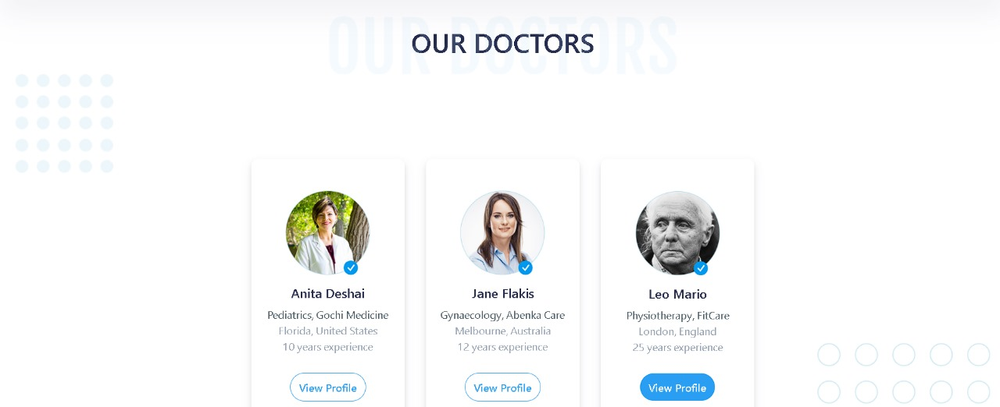 OUR DOCTORS
OUR DOCTORS
Anita Deshai
Pediatrics, Gochi Medicine
Florida, United States
10 years experience
View Profile
Jane Flakis
Gynaecology, Abenka Care
Melbourne, Australia
12 years experience
View Profile
Leo Mario
Physiotherapy, FitCare
London, England
25 years experience
View Profile